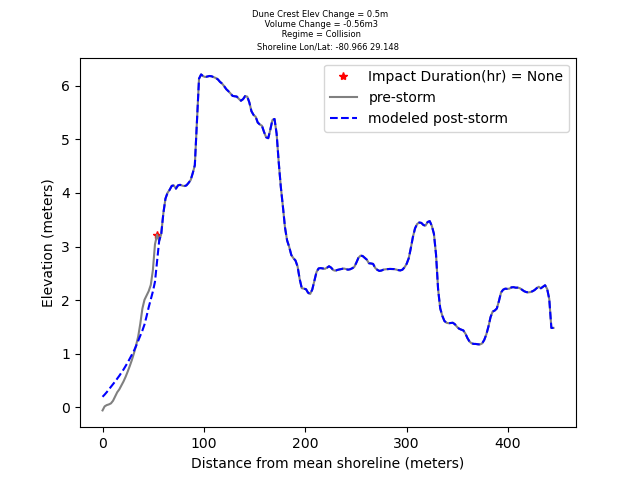 Dune Crest Elev Change = 0.5m
Volume Change = -0.56m3
Regime = Collision
Shoreline Lon/Lat: -80.966 29.148
Impact Duration(hr) = None
pre-storm
modeled post-storm
6
5
4
3
2
1
0
Elevation (meters)
0 100 200 300 400
Distance from mean shoreline (meters)